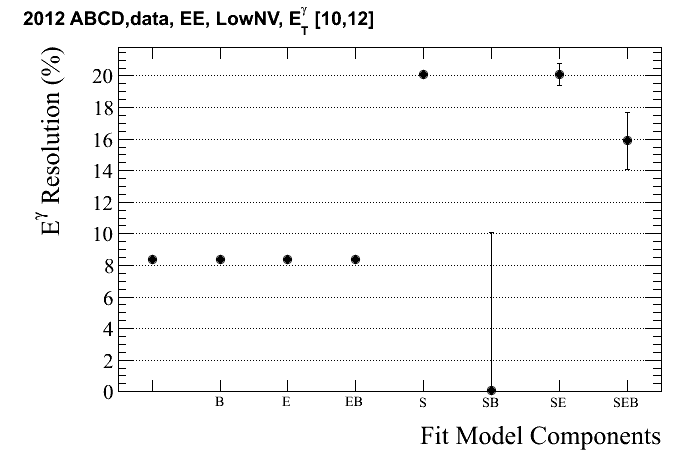 2012 ABCD,data, EE, LowNV, E_T^γ [10,12]
E^γ Resolution (%)
20
18
16
14
12
10
8
6
4
2
0
B E EB S SB SE SEB
Fit Model Components